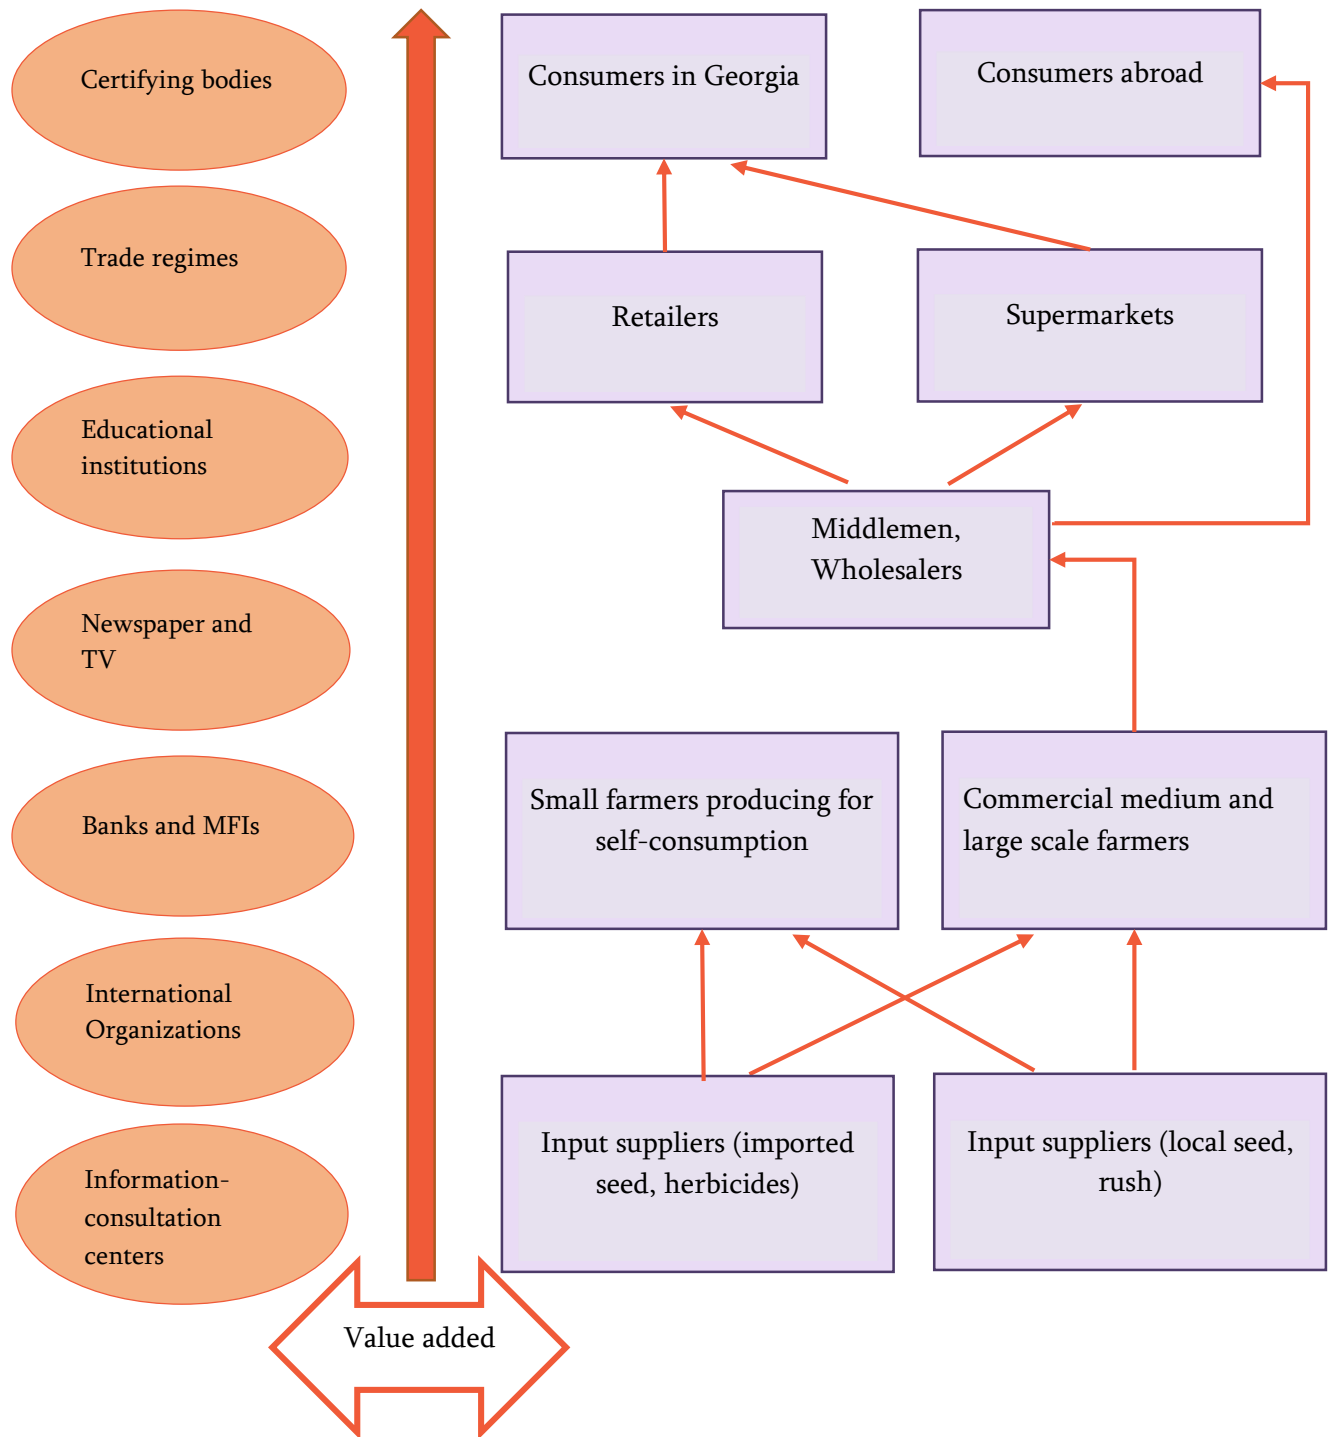 Certifying bodies
Trade regimes
Educational
institutions
Newspaper and
TV
Banks and MFIs
International
Organizations
Information-
consultation
centers
Value added
Consumers in Georgia
Consumers abroad
Retailers
Supermarkets
Middlemen,
Wholesalers
Small farmers producing for
self-consumption
Commercial medium and
large scale farmers
Input suppliers (imported
seed, herbicides)
Input suppliers (local seed,
rush)